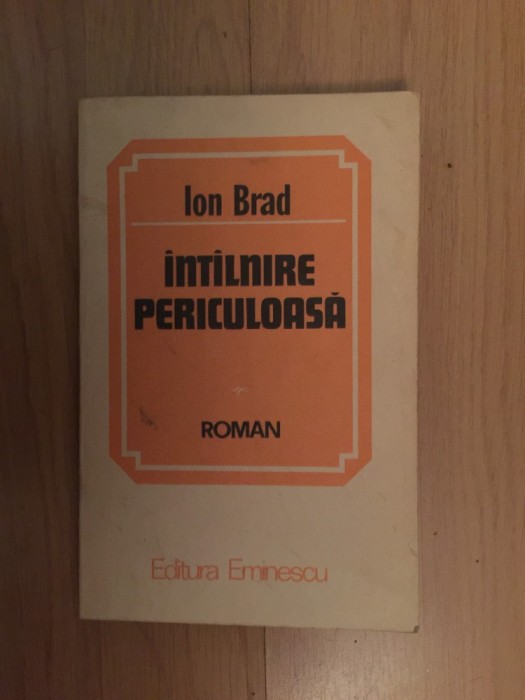 Ion Brad
ÎNTÎLNIRE
PERICULOASĂ
ROMAN
Editura Eminescu